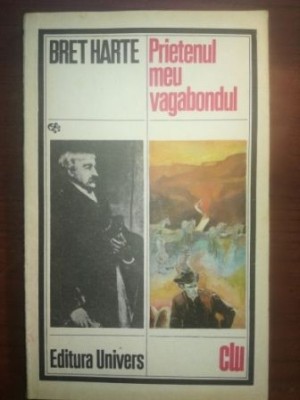 BRET HARTE
Prietenul
meu
vagabondul
Editura Univers
clu